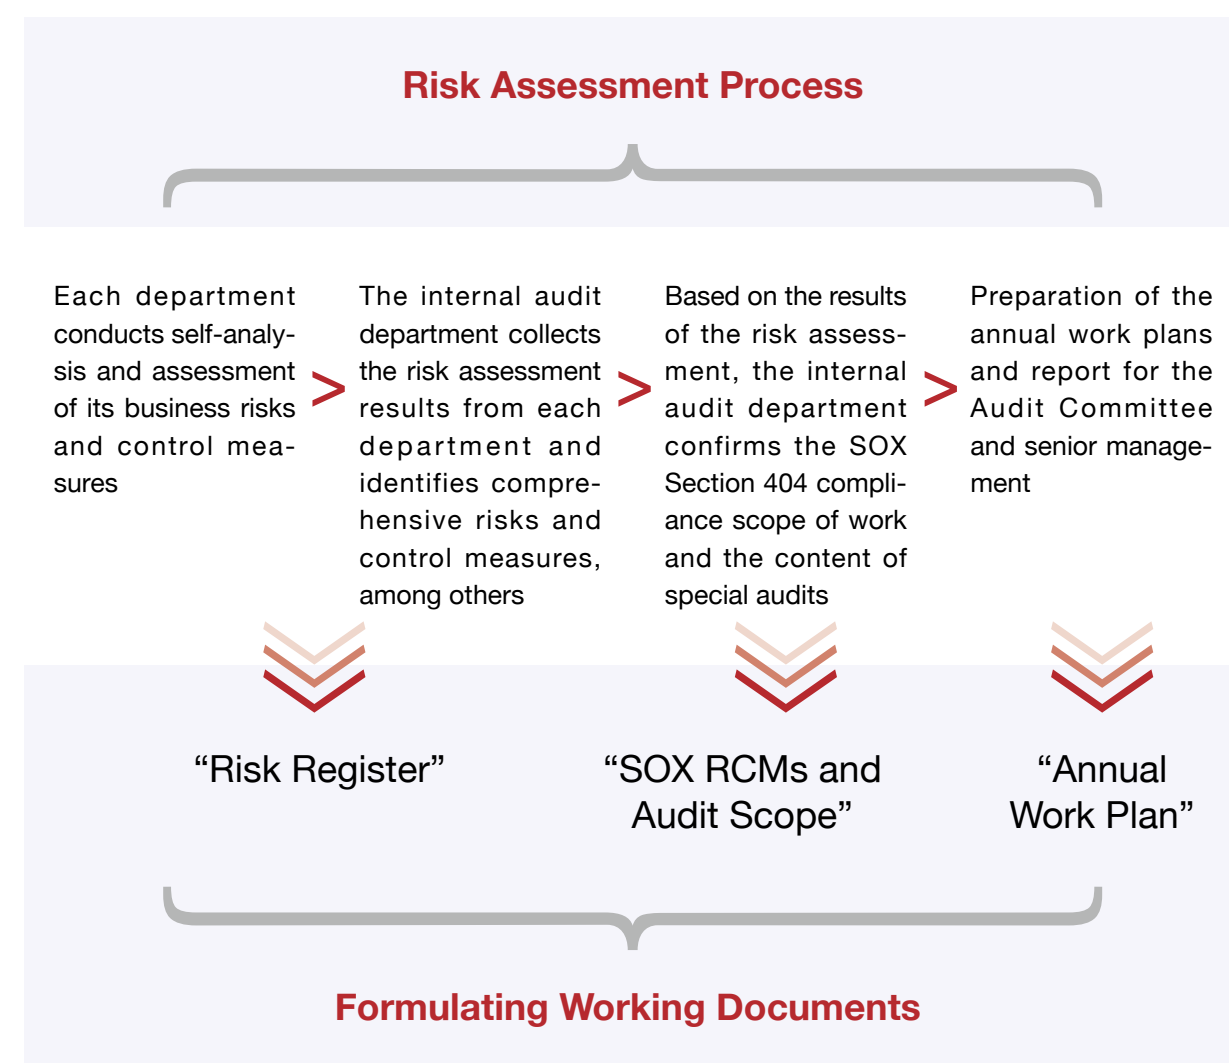 Risk Assessment Process
Each department
conducts self-analy-
sis and assessment
of its business risks
and control mea-
sures
>
The internal audit
department collects
the risk assessment
results from each
department and
identifies compre-
hensive risks and
control measures,
among others
>
Based on the results
of the risk assess-
ment, the internal
audit department
confirms the SOX
Section 404 compli-
ance scope of work
and the content of
special audits
>
Preparation of the
annual work plans
and report for the
Audit Committee
and senior manage-
ment
“Risk Register”
“SOX RCMs and
Audit Scope”
“Annual
Work Plan”
Formulating Working Documents